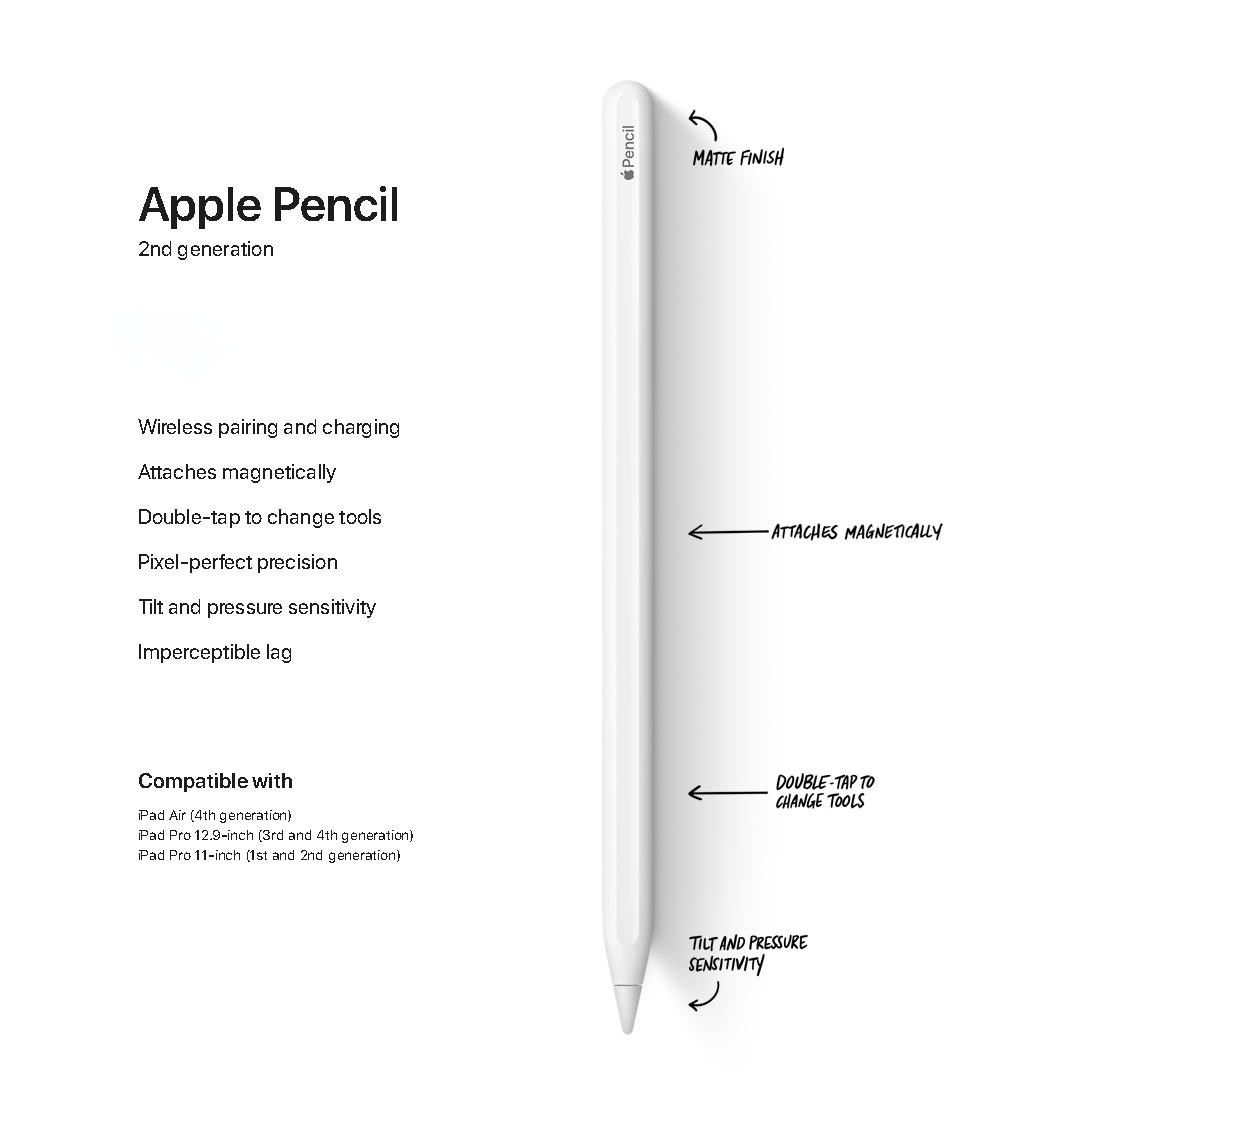 Apple Pencil
2nd generation
Wireless pairing and charging
Attaches magnetically
Double-tap to change tools
Pixel-perfect precision
Tilt and pressure sensitivity
Imperceptible lag
Compatible with
iPad Air (4th generation)
iPad Pro 12.9-inch (3rd and 4th generation)
iPad Pro 11-inch (1st and 2nd generation)
Pencil
MATTE FINISH
ATTACHES MAGNETICALLY
DOUBLE-TAP TO
CHANGE TOOLS
TILT AND PRESSURE
SENSITIVITY